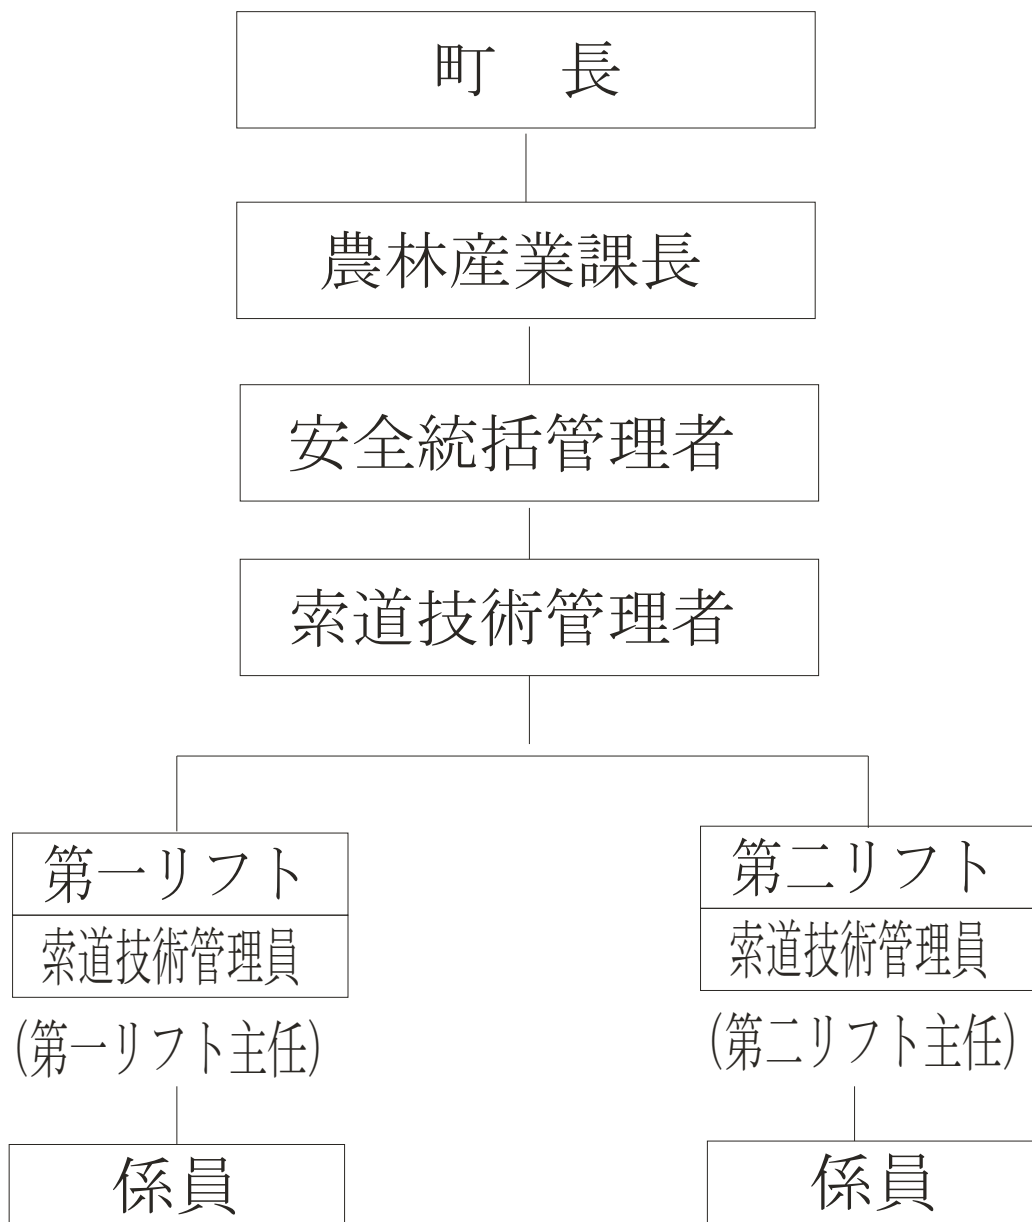 町　長
農林産業課長
安全統括管理者
索道技術管理者
第一リフト
索道技術管理員
(第一リフト主任)
係員
第二リフト
索道技術管理員
(第二リフト主任)
係員